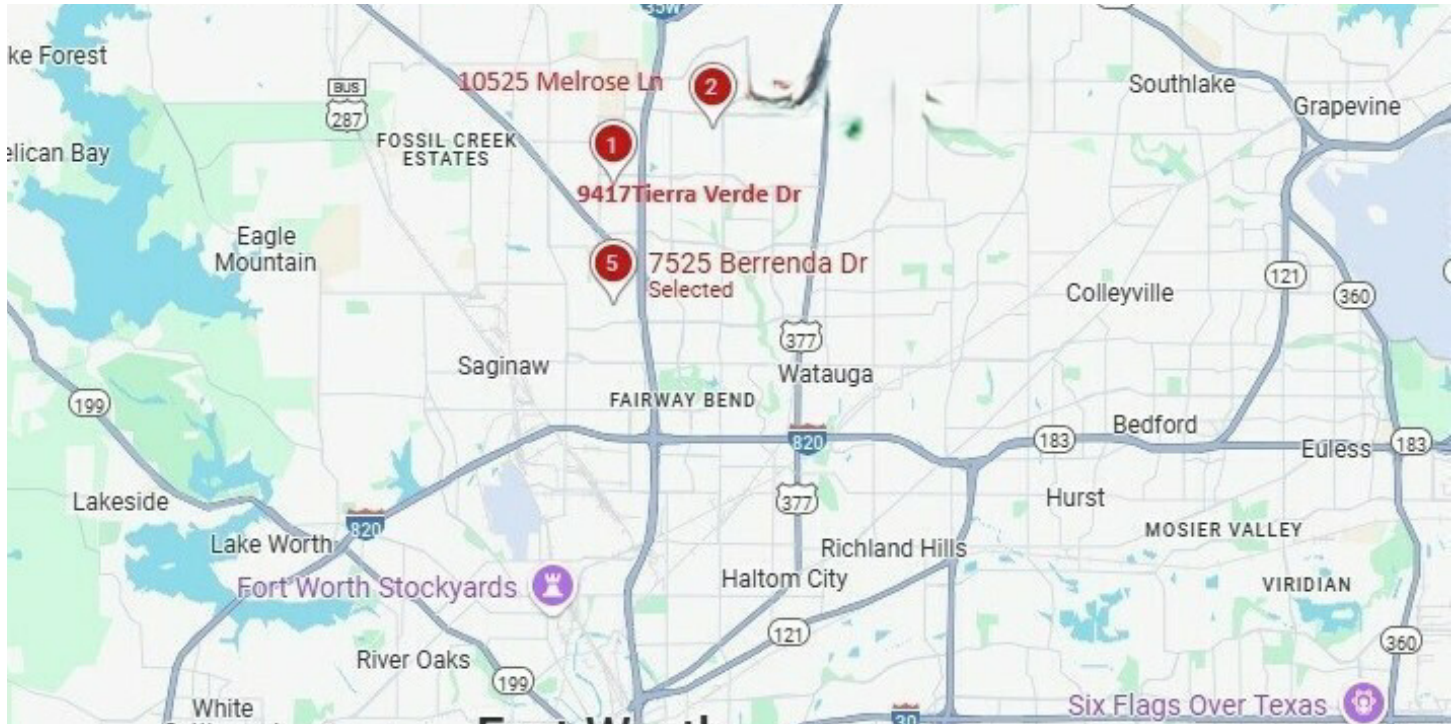 35W
ke Forest
10525 Melrose Ln
2
Southlake
Grapevine
BUS
287
FOSSIL CREEK
ESTATES
1
elican Bay
9417Tierra Verde Dr
Eagle
Mountain
5
7525 Berrenda Dr
Selected
121
360
Colleyville
377
Saginaw
Watauga
199
FAIRWAY BEND
820
183
Bedford
Euless
183
Lakeside
377
Hurst
820
Lake Worth
MOSIER VALLEY
Richland Hills
Haltom City
Fort Worth Stockyards
VIRIDIAN
121
360
River Oaks
199
White
Six Flags Over Texas
30
Fort Worth